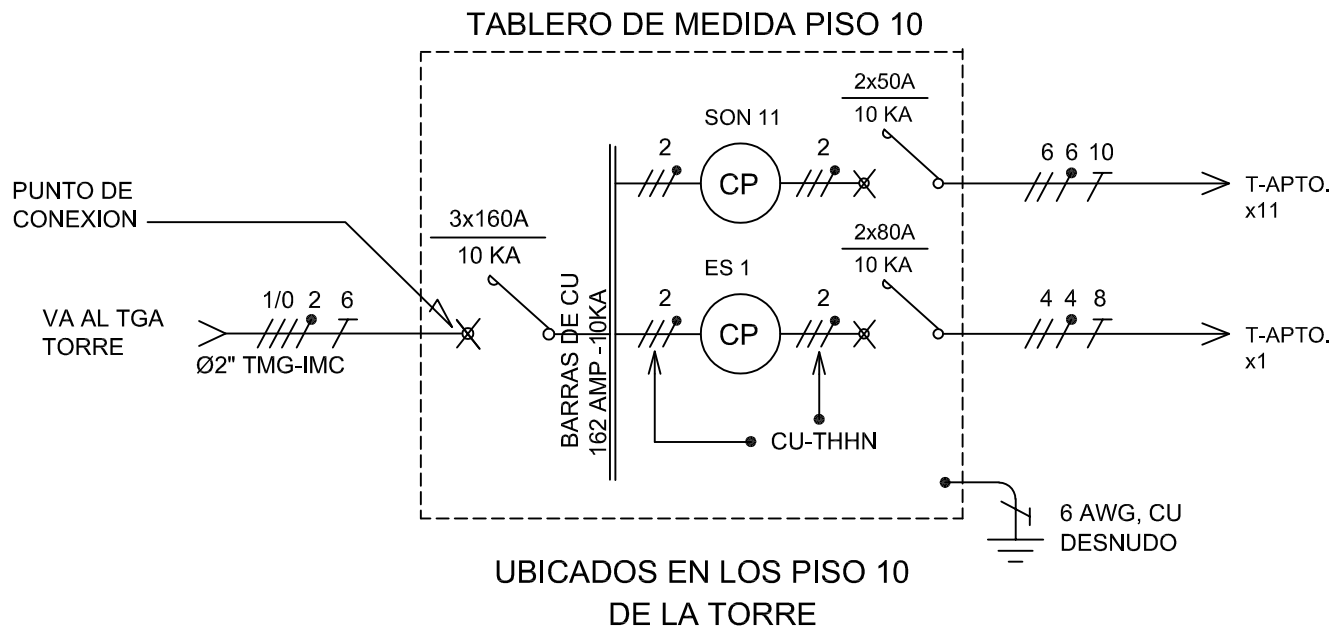 TABLERO DE MEDIDA PISO 10
2x50A
10 KA
SON 11
2
2
CP
6 6 10
T-APTO.
x11
PUNTO DE
CONEXION
3x160A
10 KA
2x80A
10 KA
ES 1
2
2
CP
4 4 8
T-APTO.
x1
VA AL TGA
TORRE
1/0 2 6
Ø2" TMG-IMC
BARRAS DE CU
162 AMP -10KA
CU-THHN
6 AWG, CU
DESNUDO
UBICADOS EN LOS PISO 10
DE LA TORRE